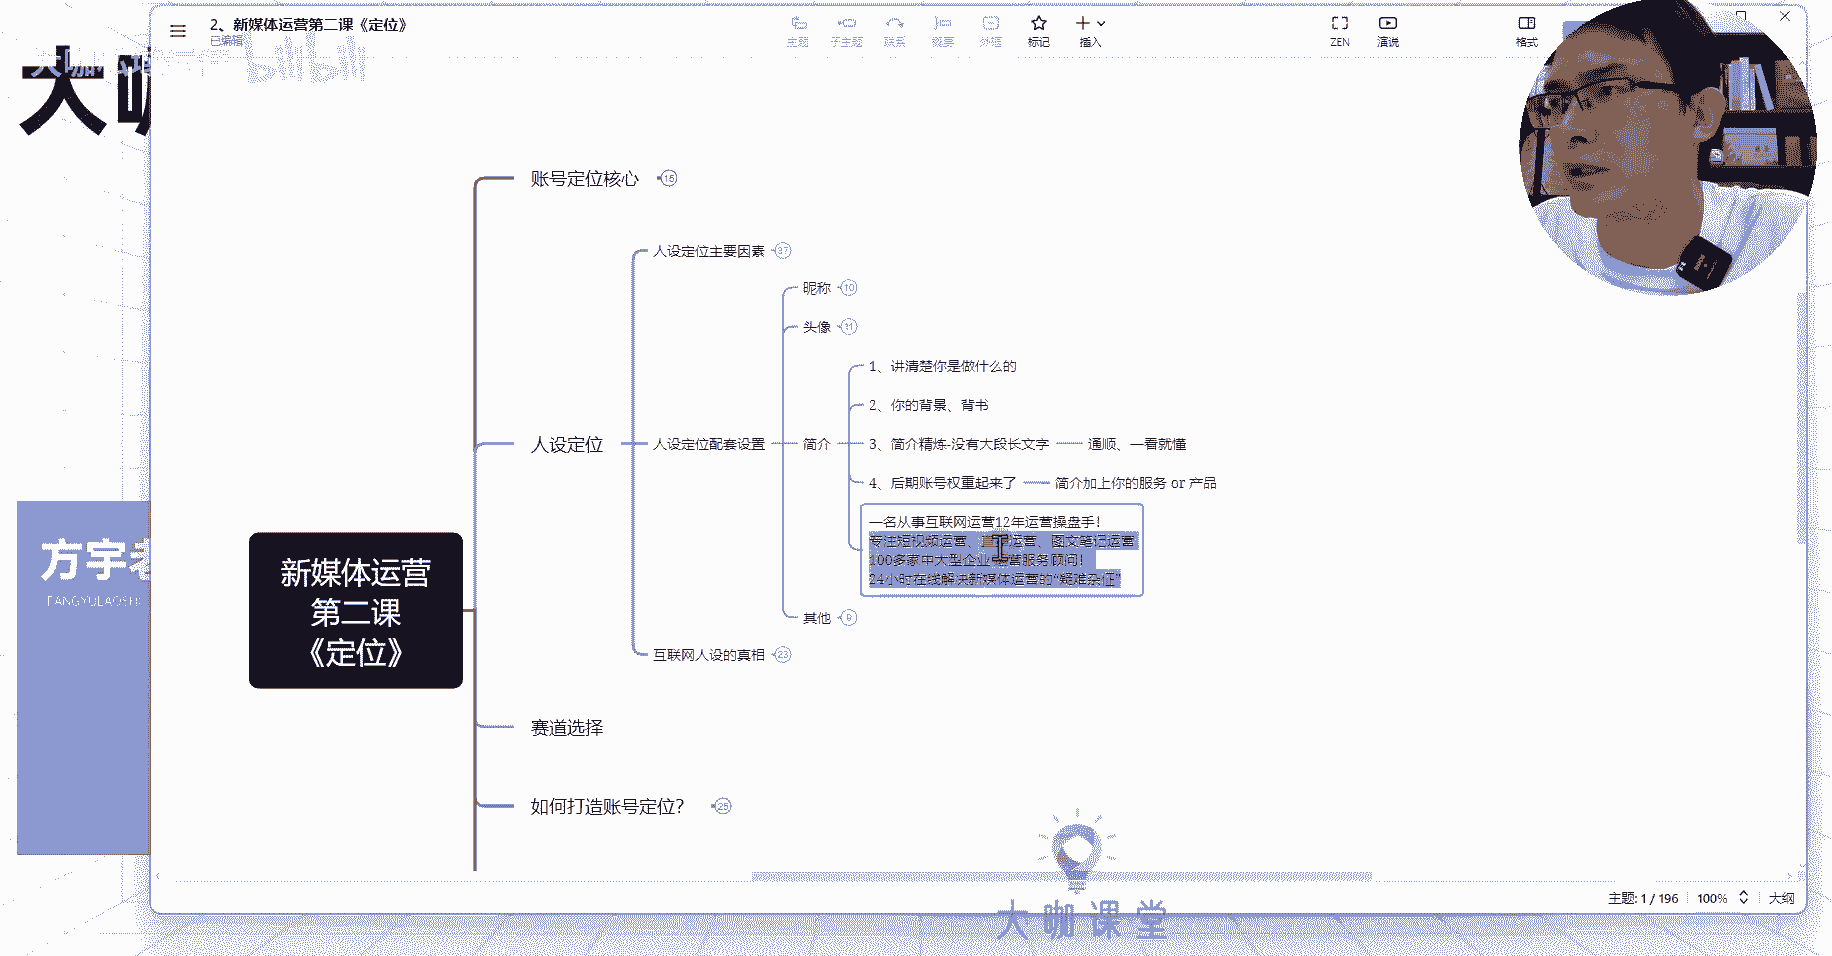 2、新媒体运营第二课《定位》
已编辑
主题
子主题
联系
概要
外框
标记
插入
ZEN
演说
格式
bilibili
大咖
账号定位核心 15
人设定位主要因素 37
昵称 10
头像 11
1、讲清楚你是做什么的
2、你的背景、背书
人设定位
人设定位配套设置
简介
3、简介精炼-没有大段长文字
通顺、一看就懂
4、后期账号权重起来了
简介加上你的服务 or 产品
一名从事互联网运营12年运营操盘手!
专注短视频运营、直播运营、图文笔记运营
100多家中大型企业运营服务顾问!
24小时在线解决新媒体运营的“疑难杂症”
其他 9
互联网人设的真相 23
新媒体运营
第二课
《定位》
赛道选择
如何打造账号定位? 25
方宇老
FANGYULAOSHI
主题: 1 / 196
100%
大纲
大咖课堂